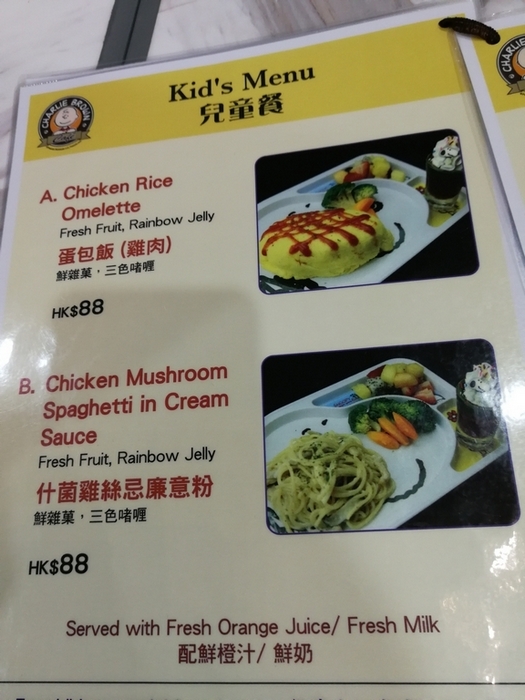 Kid's Menu
兒童餐
CHARLIE BROWN
CHARLIE
A. Chicken Rice
Omelette
Fresh Fruit, Rainbow Jelly
蛋包飯 (雞肉)
鮮雜菓，三色啫喱
HK$88
B. Chicken Mushroom
Spaghetti in Cream
Sauce
Fresh Fruit, Rainbow Jelly
什菌雞絲忌廉意粉
鮮雜菓，三色啫喱
HK$88
Served with Fresh Orange Juice/ Fresh Milk
配鮮橙汁/ 鮮奶